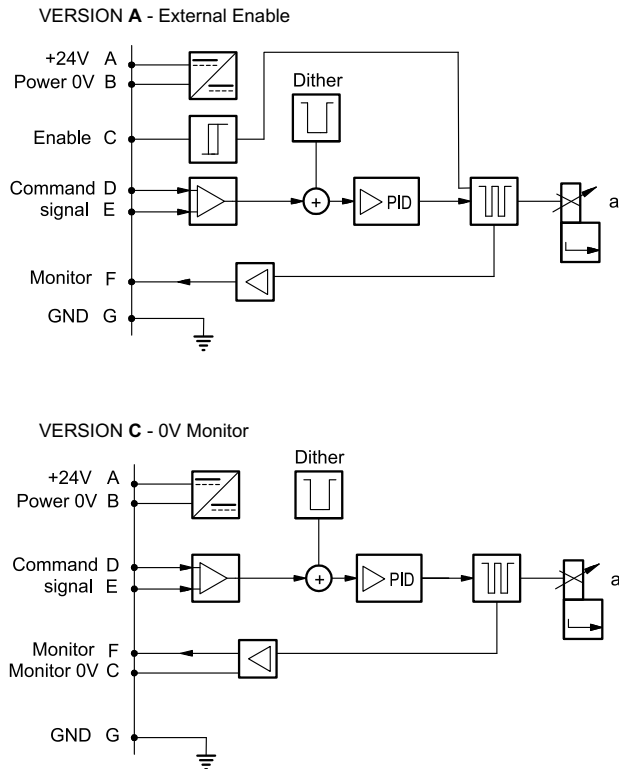 VERSION A - External Enable
+24V A
Power 0V B
Dither
Enable C
Command D
signal E
+
PID
a
Monitor F
GND G
VERSION C - 0V Monitor
+24V A
Power 0V B
Dither
Command D
signal E
+
PID
a
Monitor F
Monitor 0V C
GND G